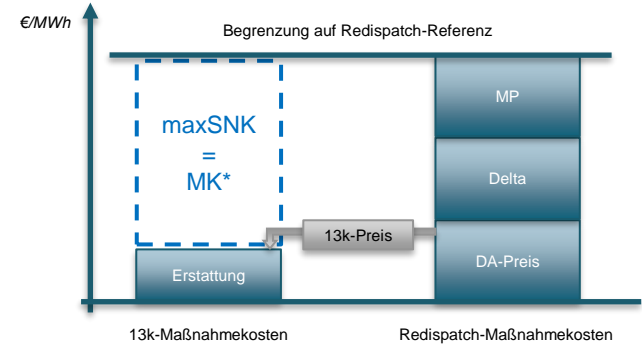 €/MWh
Begrenzung auf Redispatch-Referenz
MP
maxSNK
=
MK*
Delta
13k-Preis
Erstattung
DA-Preis
13k-Maßnahmekosten
Redispatch-Maßnahmekosten